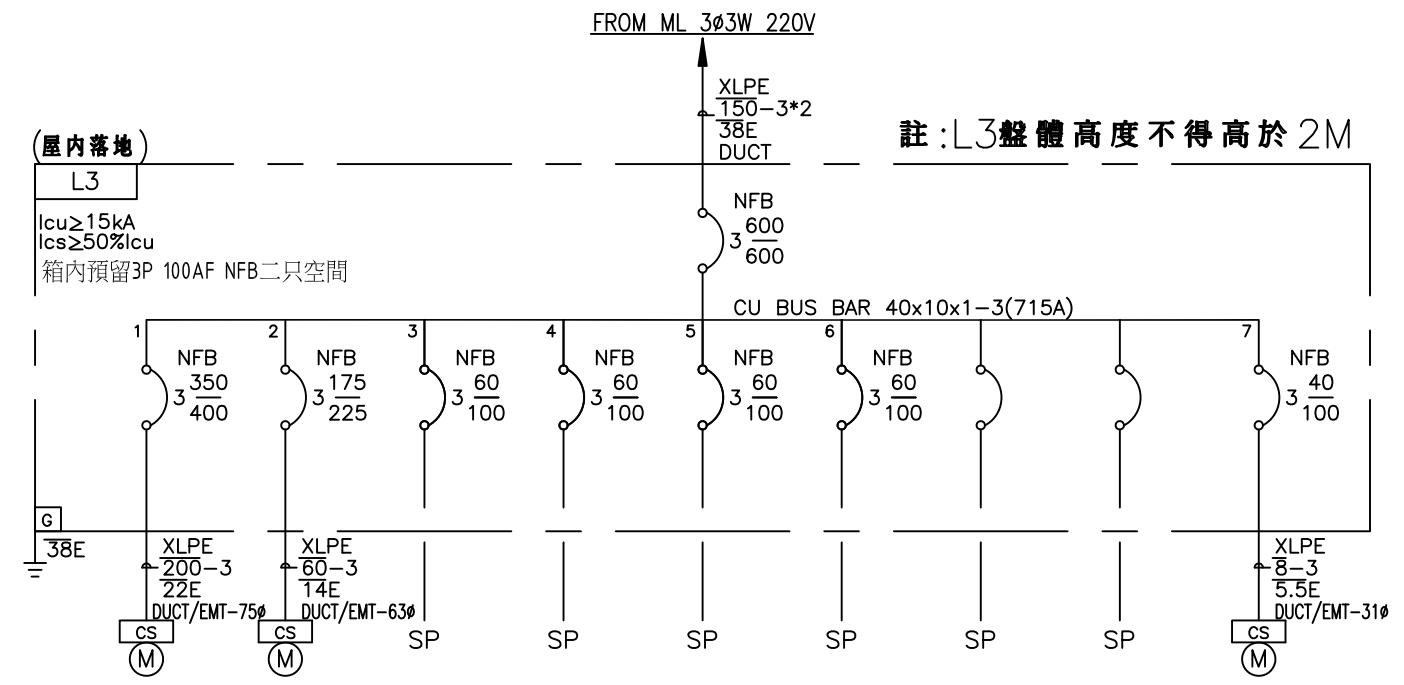 FROM ML 3ø3W 220V
XLPE
150-3*2
38E
DUCT
註:L3盤體高度不得高於2M
(屋内落地)
L3
Icu≥15kA
Ics≥50%Icu
箱內預留3P 100AF NFB二只空間
NFB
3 600
600
CU BUS BAR 40x10x1-3(715A)
1 2 3 4 5 6 7
NFB NFB NFB NFB NFB NFB NFB
3 350 3 175 3 60 3 60 3 60 3 60 3 40
400 225 100 100 100 100 100
G
38E
XLPE XLPE XLPE
200-3 60-3 8-3
22E 14E 5.5E
DUCT/EMT-75ø DUCT/EMT-63ø DUCT/EMT-31ø
CS CS SP SP SP SP SP SP CS
M M M